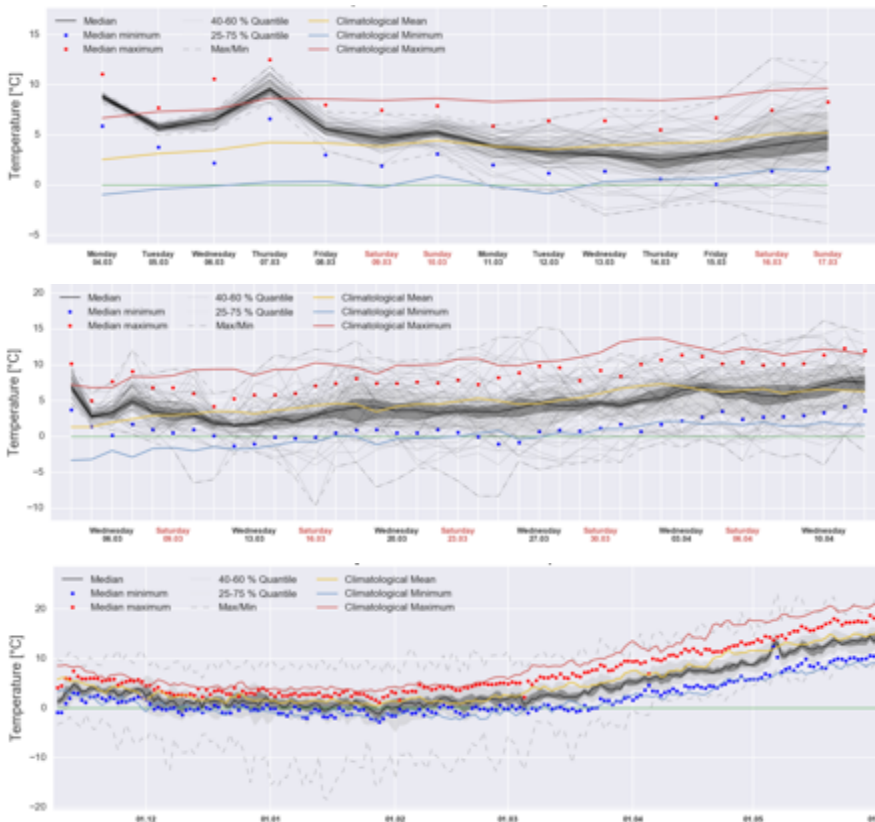 15
10
5
0
−5
Temperature [°C]
Median
Median minimum
Median maximum
40-60 % Quantile
25-75 % Quantile
Max/Min
Climatological Mean
Climatological Minimum
Climatological Maximum
Monday Tuesday Wednesday Thursday Friday Saturday Sunday Monday Tuesday Wednesday Thursday Friday Saturday Sunday
04.03 05.03 06.03 07.03 08.03 09.03 10.03 11.03 12.03 13.03 14.03 15.03 16.03 17.03
20
15
10
5
0
−5
−10
Temperature [°C]
Median
Median minimum
Median maximum
40-60 % Quantile
25-75 % Quantile
Max/Min
Climatological Mean
Climatological Minimum
Climatological Maximum
Wednesday Saturday Wednesday Saturday Wednesday Saturday Wednesday Saturday Wednesday Saturday Wednesday
06.03 09.03 13.03 16.03 20.03 23.03 27.03 30.03 03.04 06.04 10.04
20
10
0
−10
−20
Temperature [°C]
Median
Median minimum
Median maximum
40-60 % Quantile
25-75 % Quantile
Max/Min
Climatological Mean
Climatological Minimum
Climatological Maximum
01.12 01.01 01.02 01.03 01.04 01.05